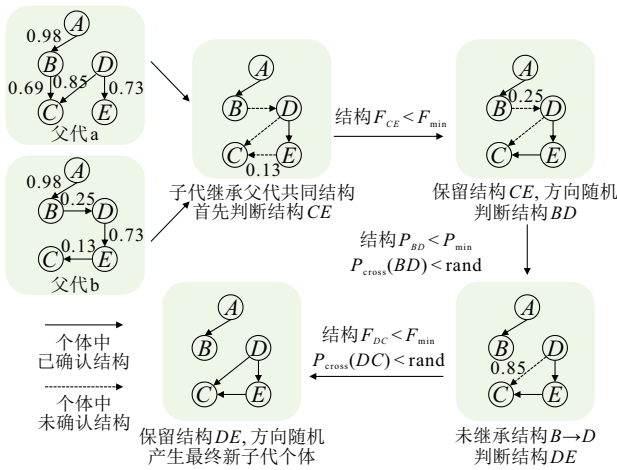 A
0.98
B
D
0.69
0.85
0.73
C
E
父代a
A
0.98
B
0.25
D
0.73
C
0.13
E
父代b
A
B
D
C
E
0.13
子代继承父代共同结构
首先判断结构CE
结构F_CE<F_min
A
B
0.25
D
C
E
保留结构CE, 方向随机
判断结构BD
结构P_BD<P_min
P_cross(BD)<rand
A
B
D
0.85
C
E
未继承结构B→D
判断结构DE
结构F_DC<F_min
P_cross(DC)<rand
A
B
D
C
E
保留结构DE, 方向随机
产生最终新子代个体
个体中
已确认结构
个体中
未确认结构